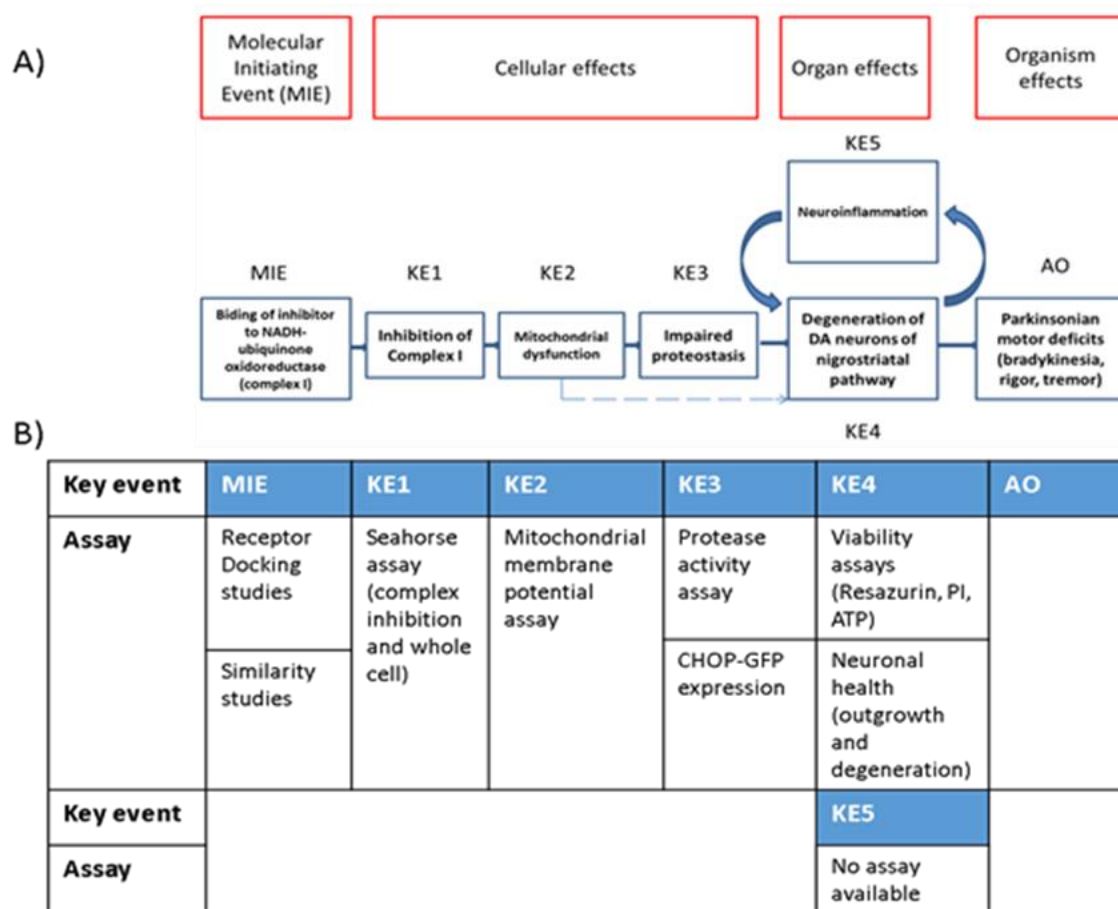 A)
Molecular
Initiating
Event (MIE)
Cellular effects
Organ effects
Organism
effects
KE5
Neuroinflammation
MIE
KE1
KE2
KE3
AO
Biding of inhibitor
to NADH-
ubiquinone
oxidoreductase
(complex I)
Inhibition of
Complex I
Mitochondrial
dysfunction
Impaired
proteostasis
Degeneration of
DA neurons of
nigrostriatal
pathway
Parkinsonian
motor deficits
(bradykinesia,
rigor, tremor)
KE4
B)
Key event
MIE
KE1
KE2
KE3
KE4
AO
Assay
Receptor
Docking
studies
Similarity
studies
Seahorse
assay
(complex
inhibition
and whole
cell)
Mitochondrial
membrane
potential
assay
Protease
activity
assay
CHOP-GFP
expression
Viability
assays
(Resazurin, PI,
ATP)
Neuronal
health
(outgrowth
and
degeneration)
Key event
KE5
Assay
No assay
available